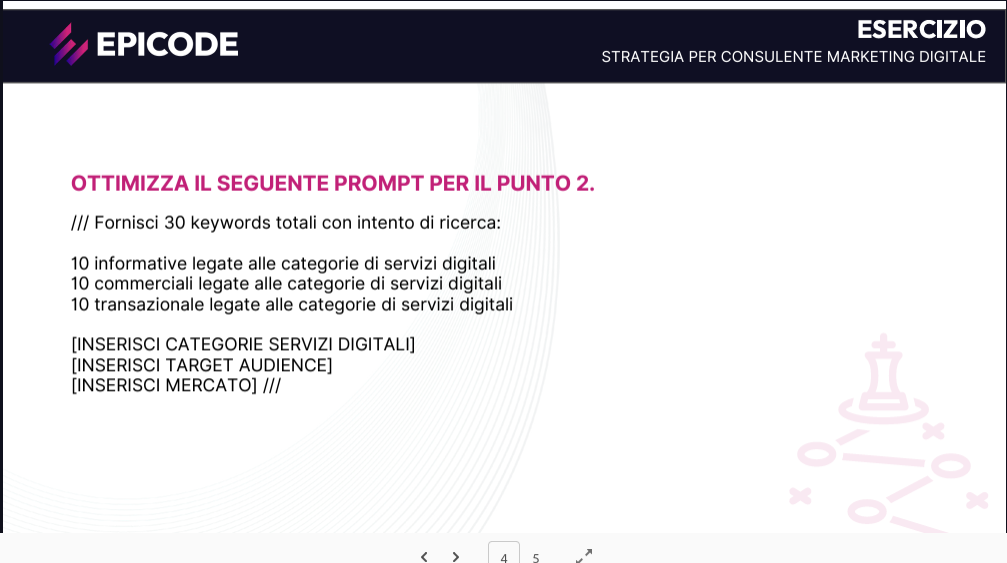 EPICODE
ESERCIZIO
STRATEGIA PER CONSULENTE MARKETING DIGITALE
OTTIMIZZA IL SEGUENTE PROMPT PER IL PUNTO 2.
/// Fornisci 30 keywords totali con intento di ricerca:
10 informative legate alle categorie di servizi digitali
10 commerciali legate alle categorie di servizi digitali
10 transazionale legate alle categorie di servizi digitali
[INSERISCI CATEGORIE SERVIZI DIGITALI]
[INSERISCI TARGET AUDIENCE]
[INSERISCI MERCATO] ///
4 5